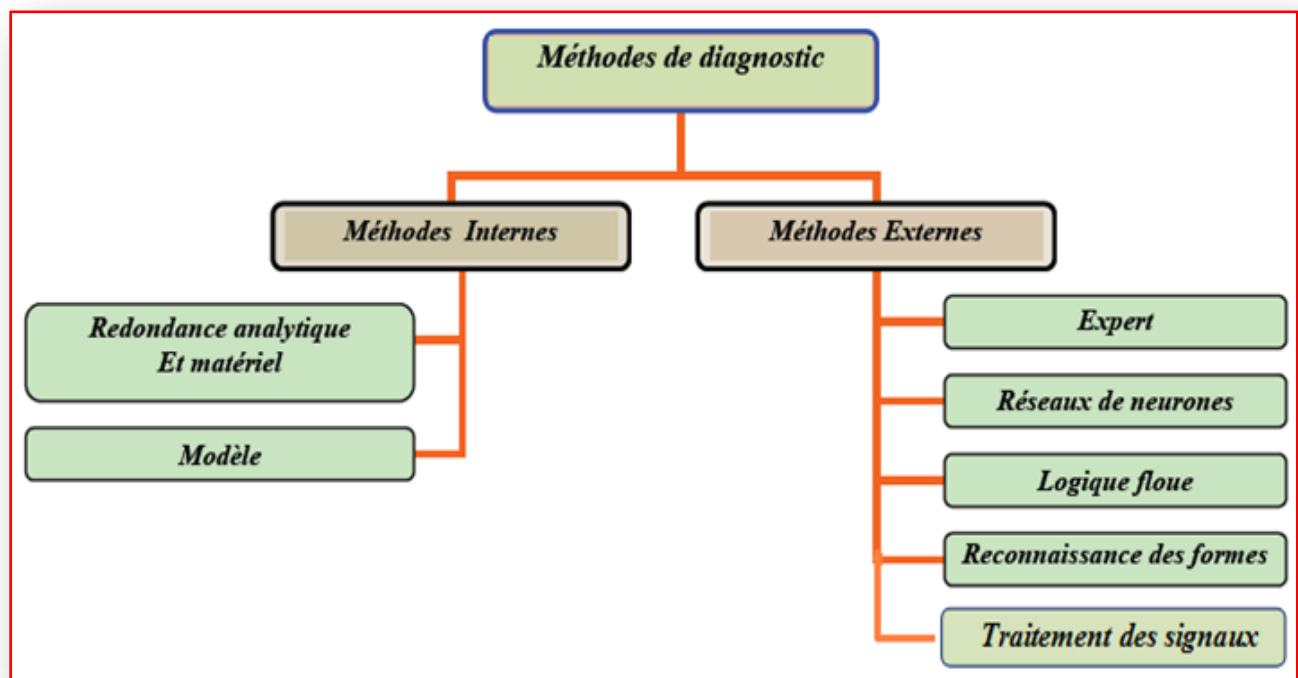 Méthodes de diagnostic
Méthodes Internes
Méthodes Externes
Redondance analytique
Et matériel
Modèle
Expert
Réseaux de neurones
Logique floue
Reconnaissance des formes
Traitement des signaux